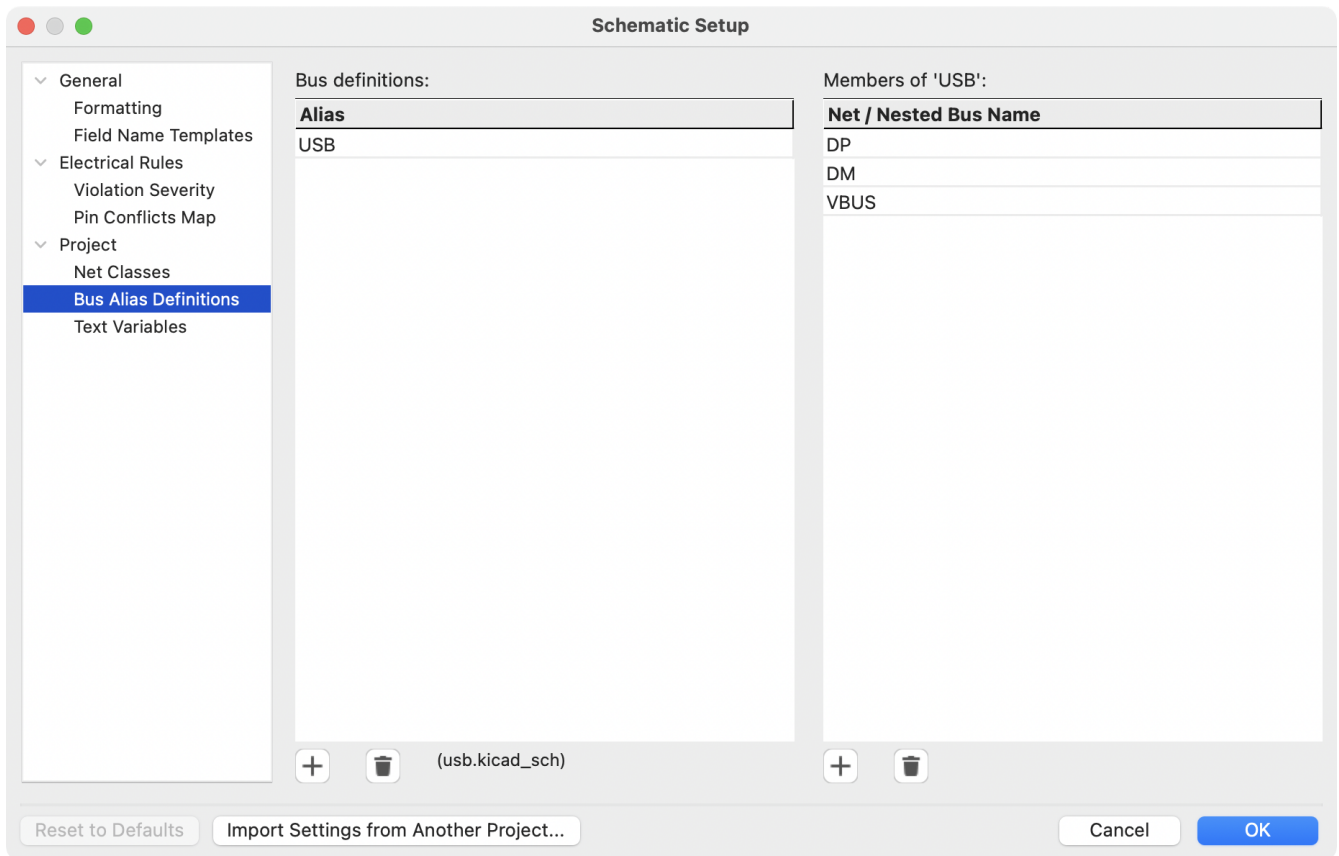 Schematic Setup
General
Formatting
Field Name Templates
Electrical Rules
Violation Severity
Pin Conflicts Map
Project
Net Classes
Bus Alias Definitions
Text Variables
Bus definitions:
Alias
USB
(usb.kicad_sch)
Members of 'USB':
Net / Nested Bus Name
DP
DM
VBUS
Reset to Defaults
Import Settings from Another Project...
Cancel
OK